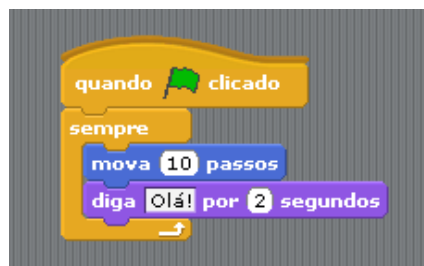 quando clicado
sempre
mova 10 passos
diga Olá! por 2 segundos